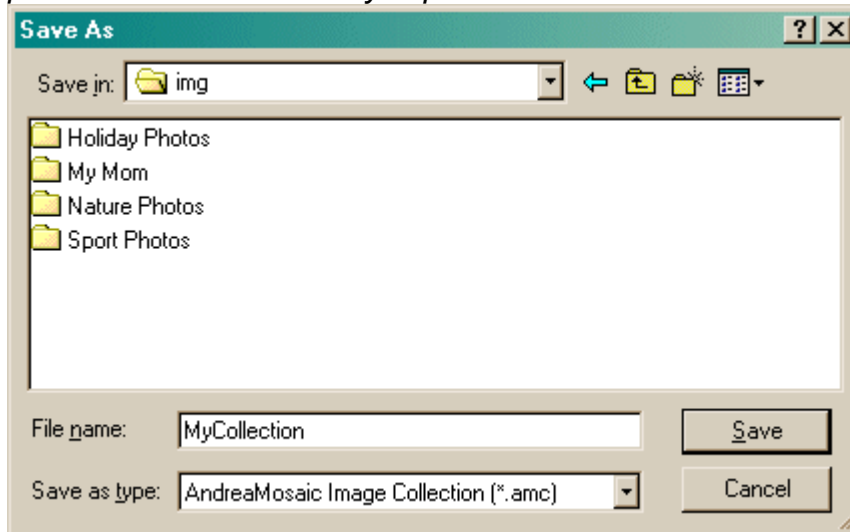 Save As
Save in: img
Holiday Photos
My Mom
Nature Photos
Sport Photos
File name: MyCollection Save
Save as type: AndreaMosaic Image Collection (*.amc) Cancel